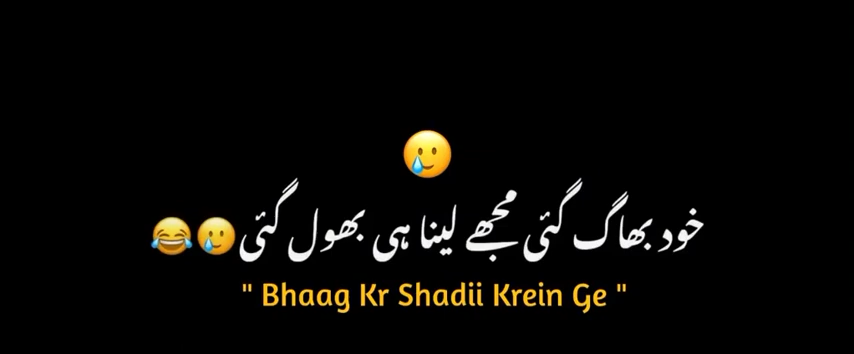 🥲
خود بھاگ گئی مجھے لینا ہی بھول گئی🥲😂
" Bhaag Kr Shadii Krein Ge "